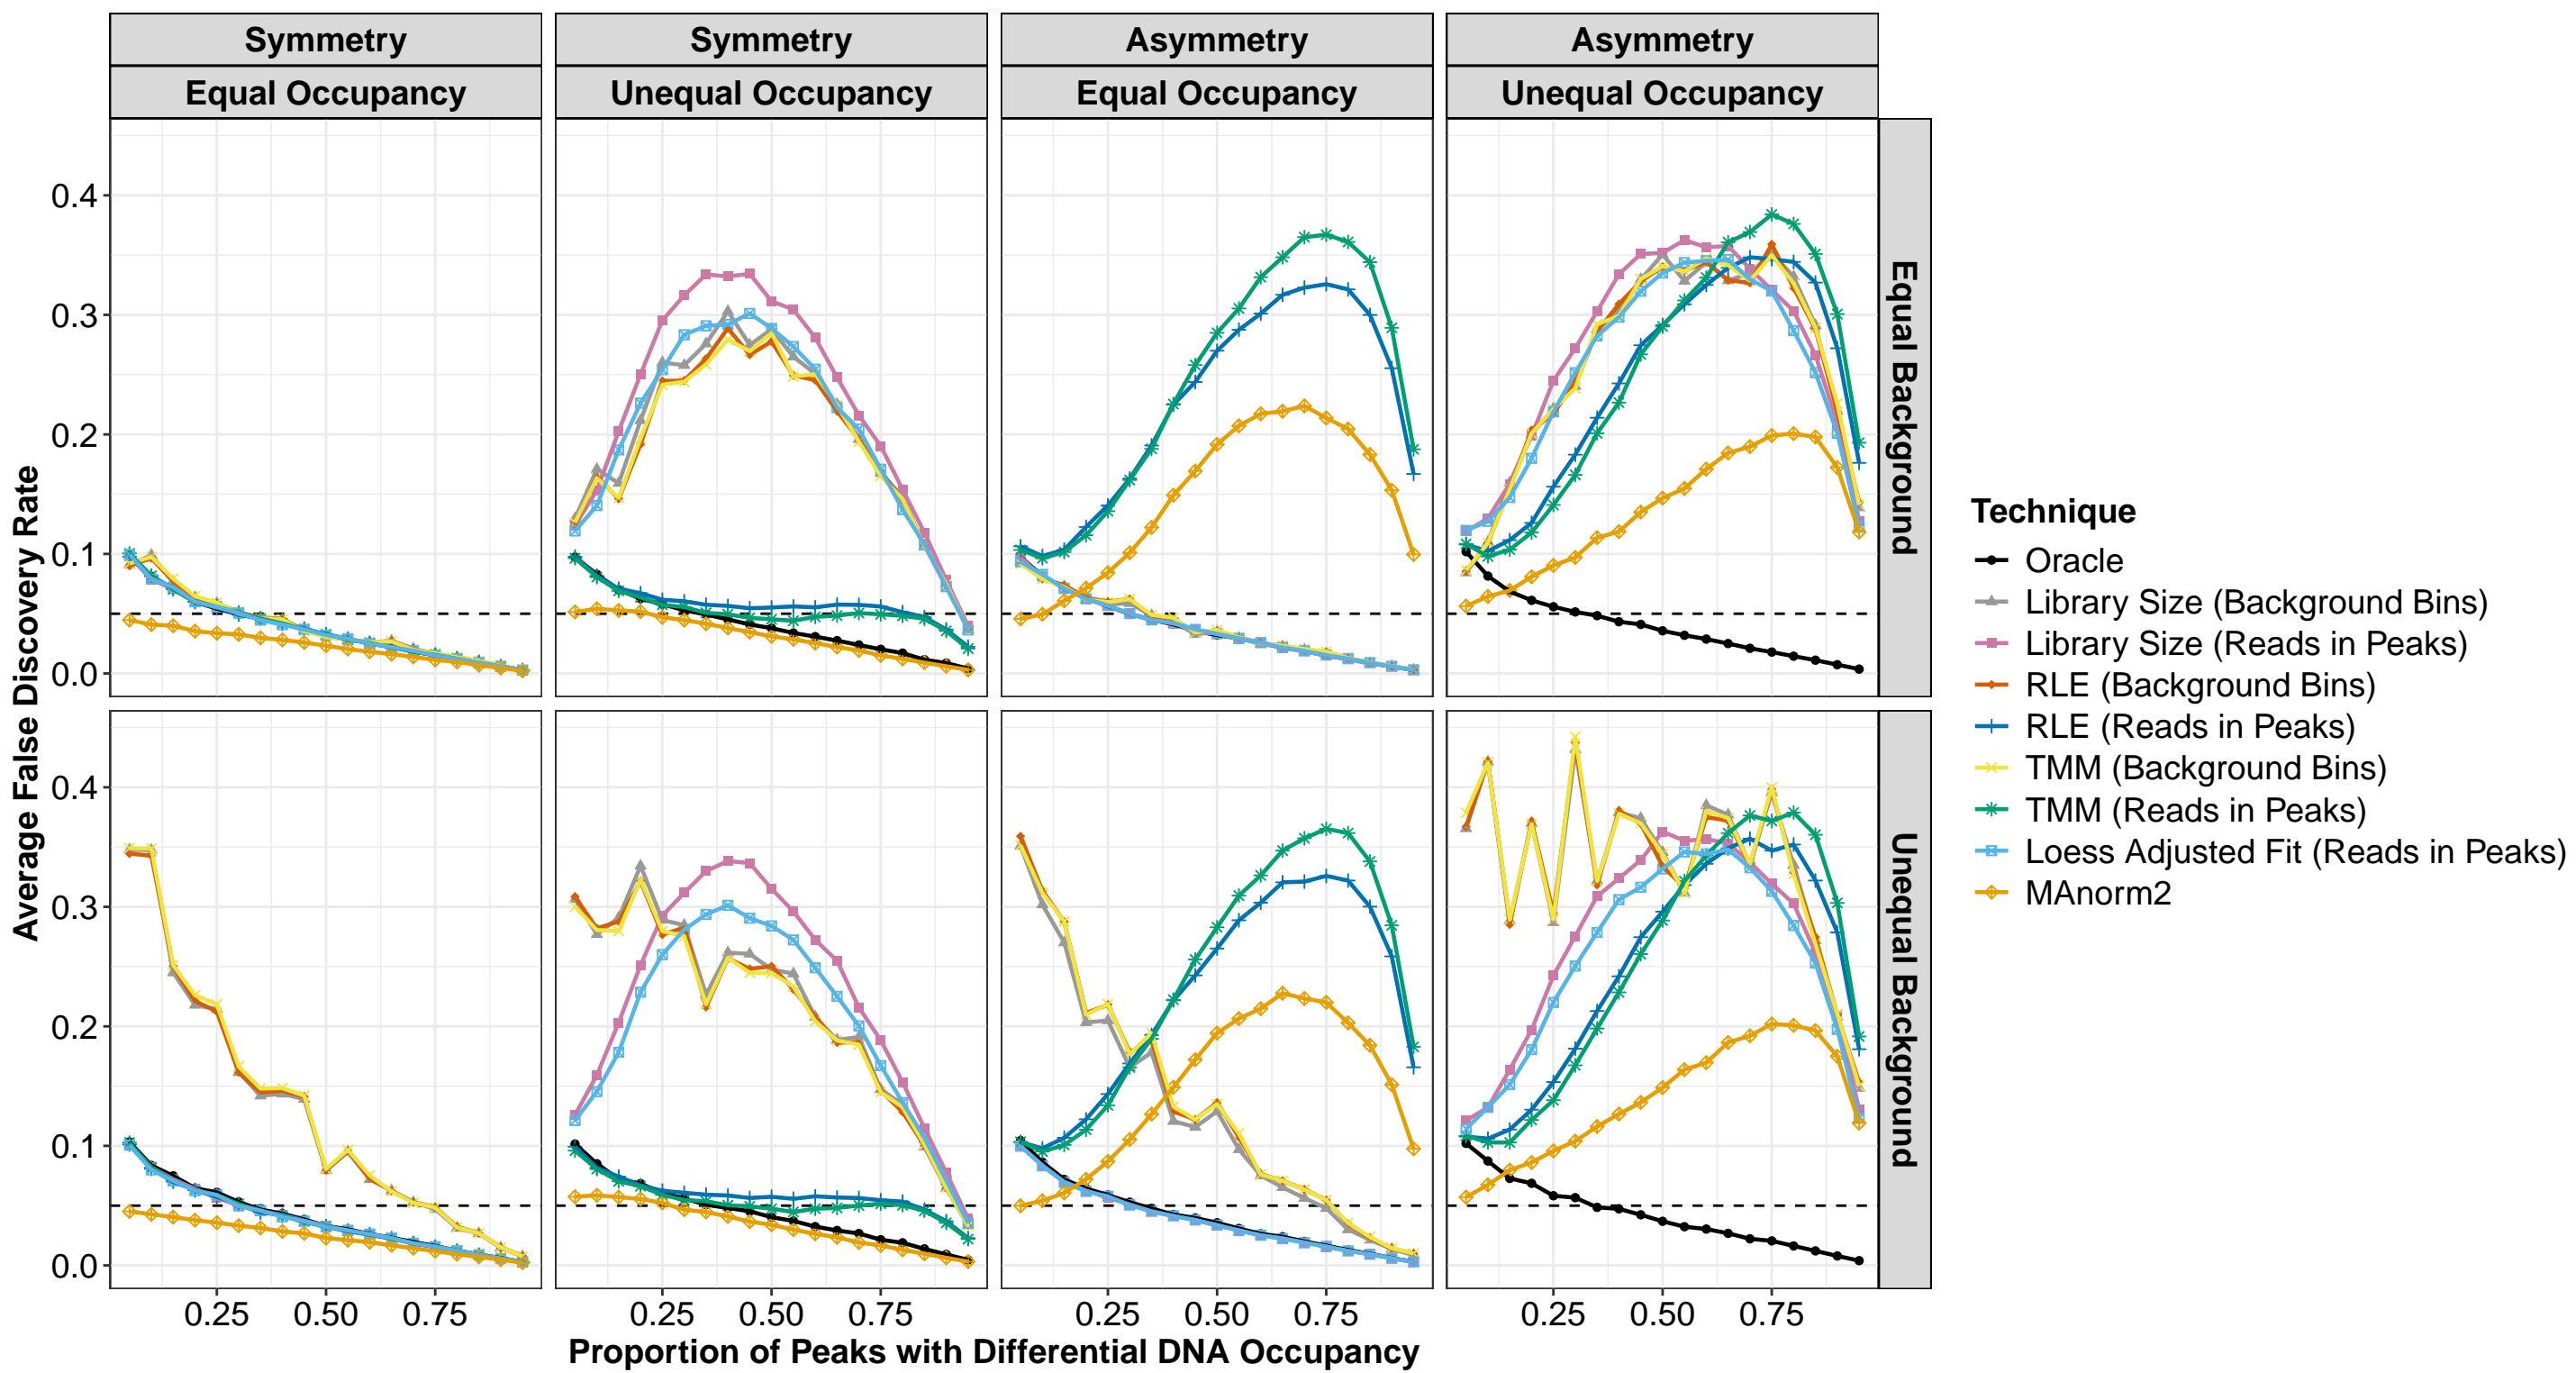 Symmetry
Symmetry
Asymmetry
Asymmetry
Equal Occupancy
Unequal Occupancy
Equal Occupancy
Unequal Occupancy
Average False Discovery Rate
0.4
0.3
0.2
0.1
0.0
Equal Background
0.4
0.3
0.2
0.1
0.0
Unequal Background
0.25
0.50
0.75
0.25
0.50
0.75
0.25
0.50
0.75
0.25
0.50
0.75
Proportion of Peaks with Differential DNA Occupancy
Technique
Oracle
Library Size (Background Bins)
Library Size (Reads in Peaks)
RLE (Background Bins)
RLE (Reads in Peaks)
TMM (Background Bins)
TMM (Reads in Peaks)
Loess Adjusted Fit (Reads in Peaks)
MAnorm2